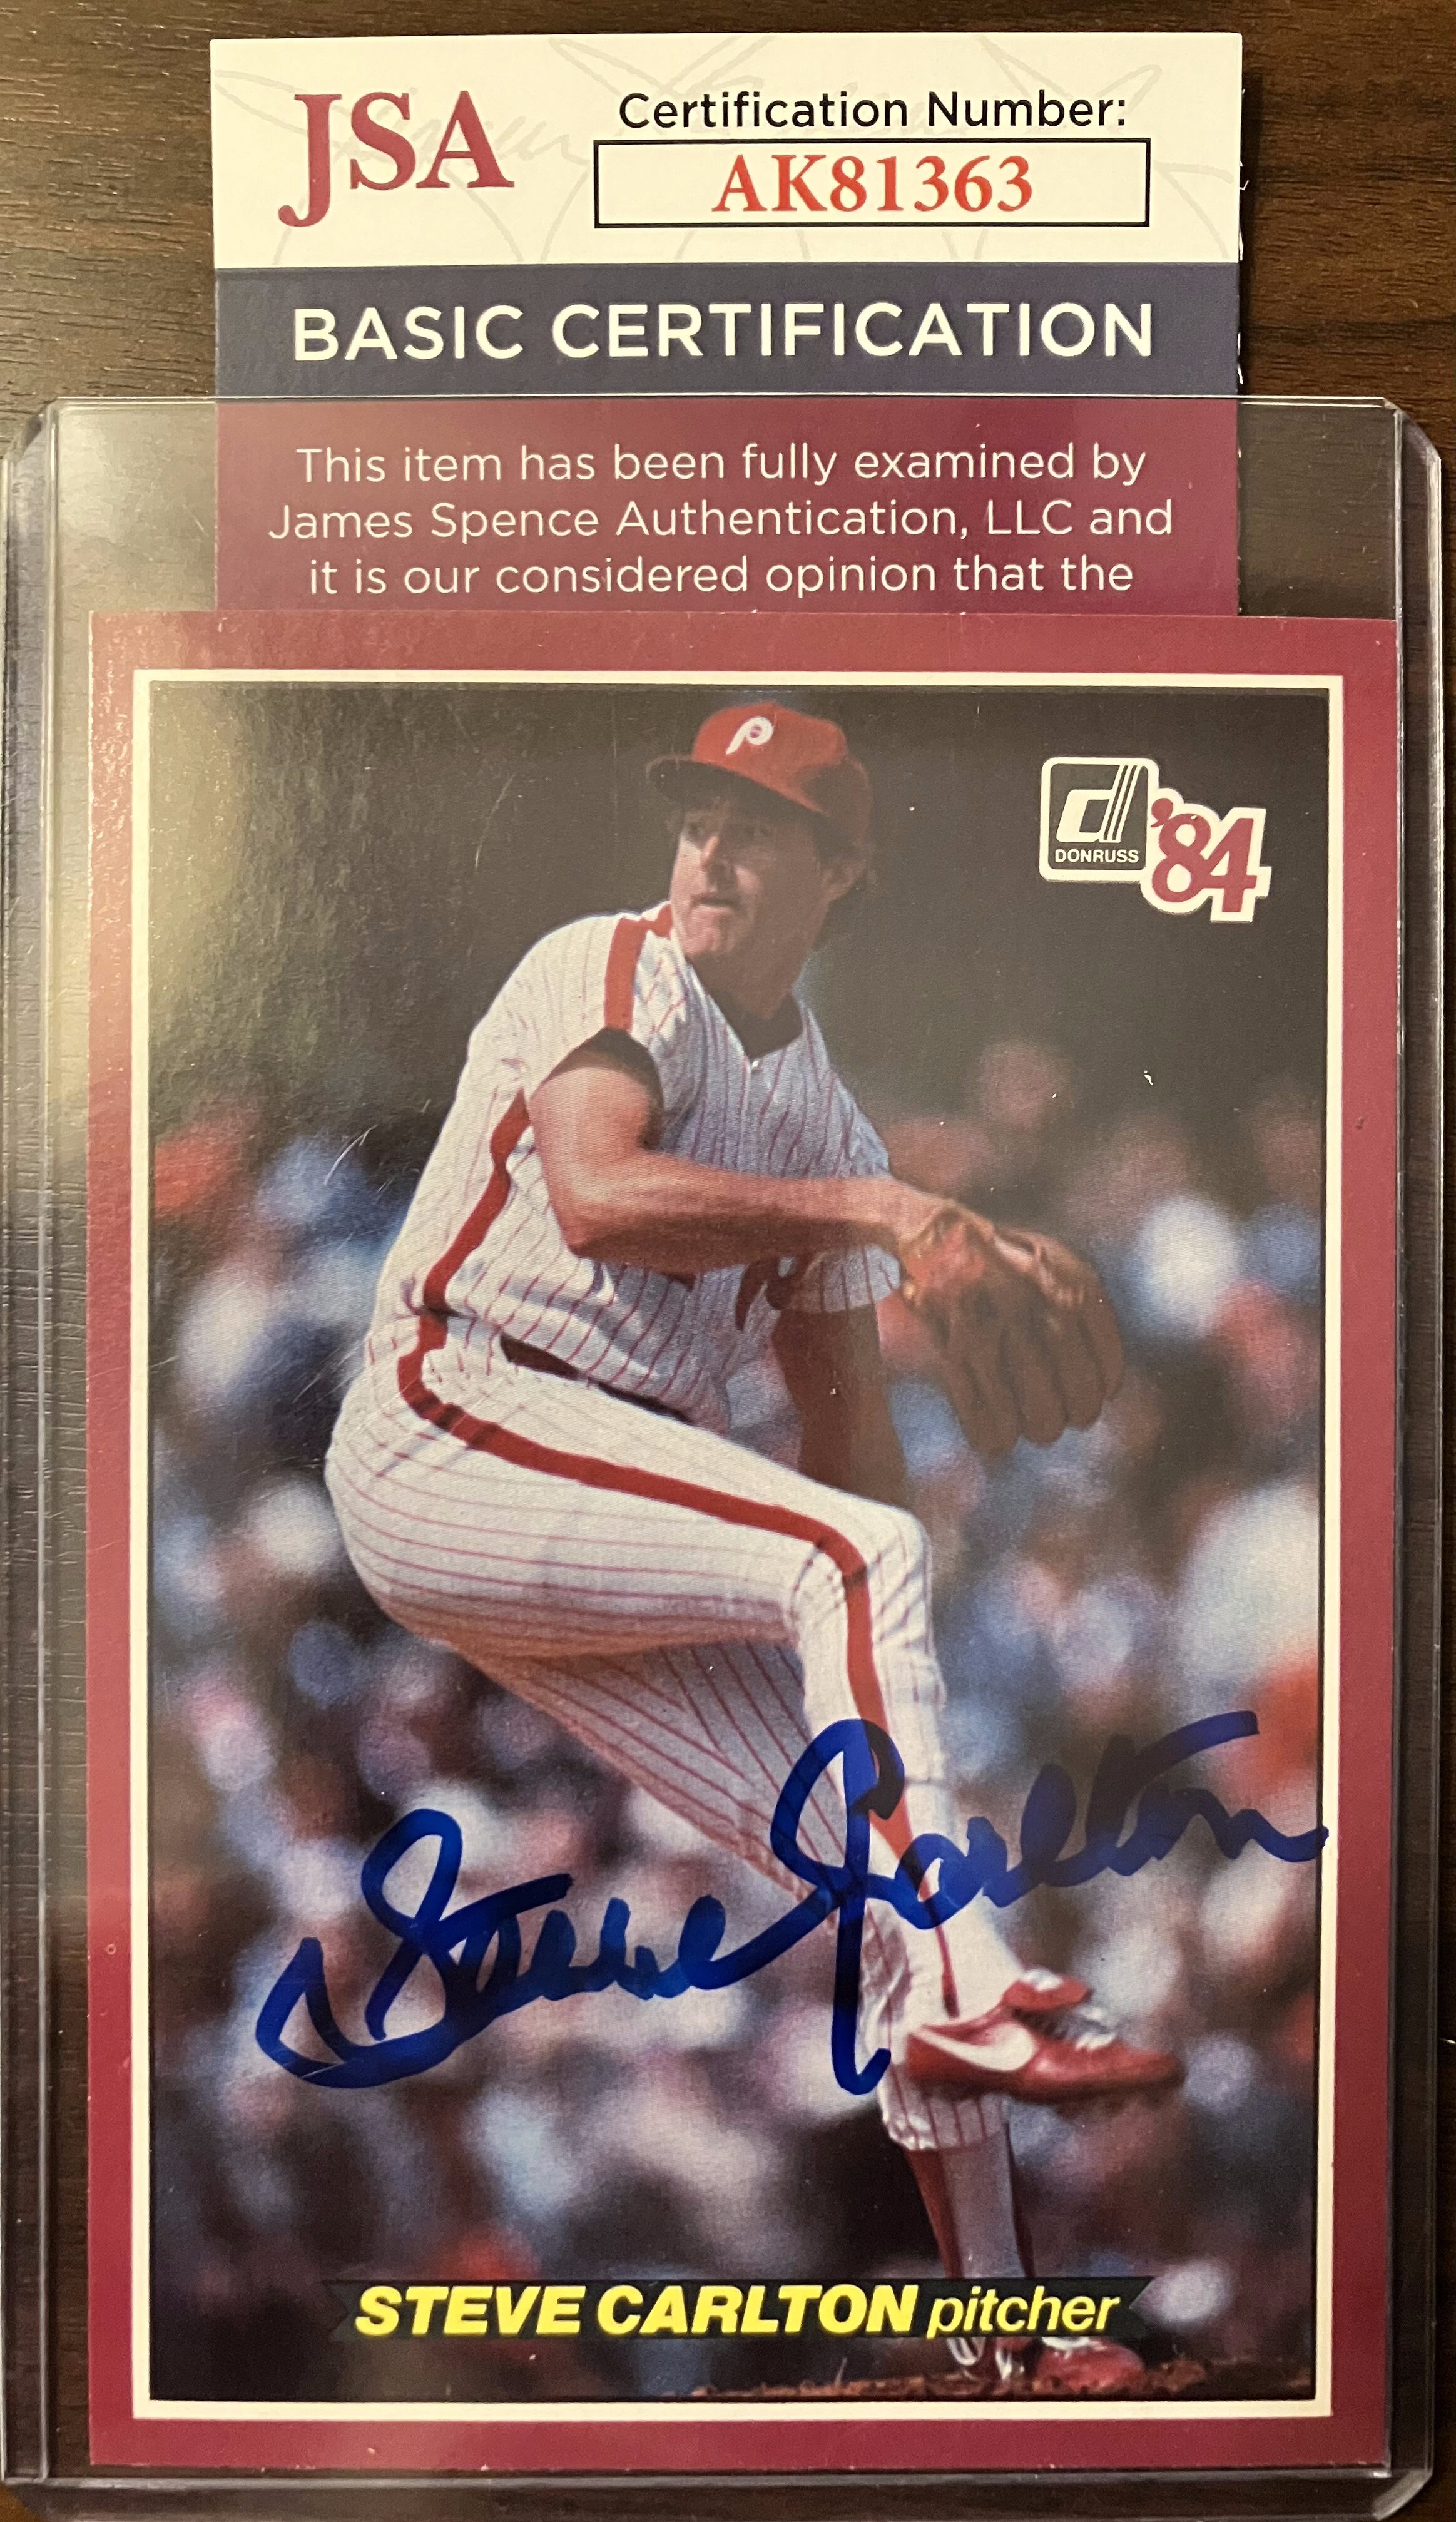 JSA
Certification Number:
AK81363
BASIC CERTIFICATION
This item has been fully examined by
James Spence Authentication, LLC and
it is our considered opinion that the
P
d
DONRUSS
'84
Steve Carlton
STEVE CARLTON pitcher